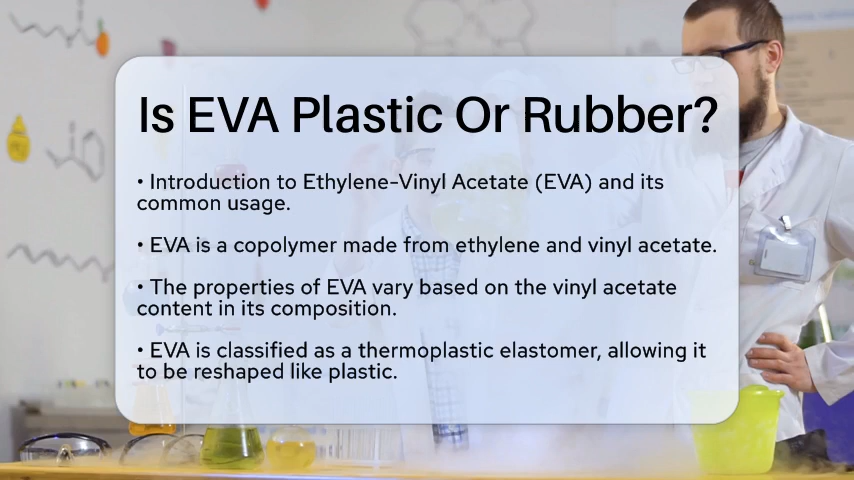 Is EVA Plastic Or Rubber?
• Introduction to Ethylene-Vinyl Acetate (EVA) and its
common usage.
• EVA is a copolymer made from ethylene and vinyl acetate.
• The properties of EVA vary based on the vinyl acetate
content in its composition.
• EVA is classified as a thermoplastic elastomer, allowing it
to be reshaped like plastic.